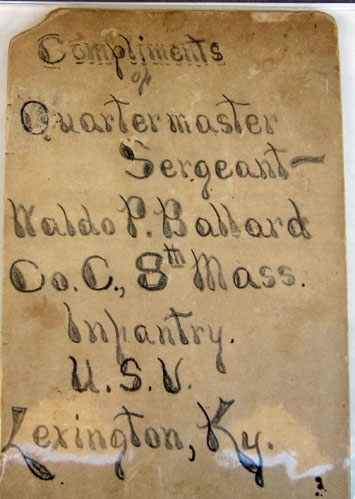 Compliments
of
Quartermaster
Sergeant—
Waldo P. Ballard
Co. C., 8th Mass.
Infantry.
U.S.V.
Lexington, Ky.